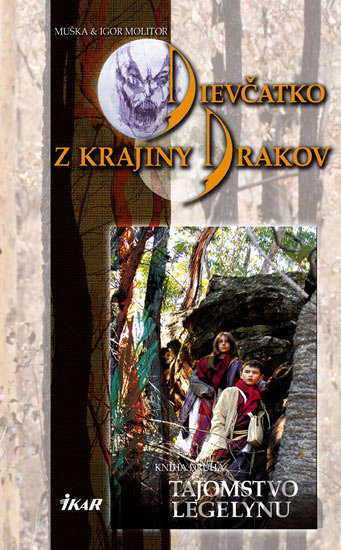 MUŠKA & IGOR MOLITOR
DIEVČATKO
Z KRAJINY DRAKOV
KNIHA DRUHÁ
TAJOMSTVO
LEGELYNU
IKAR